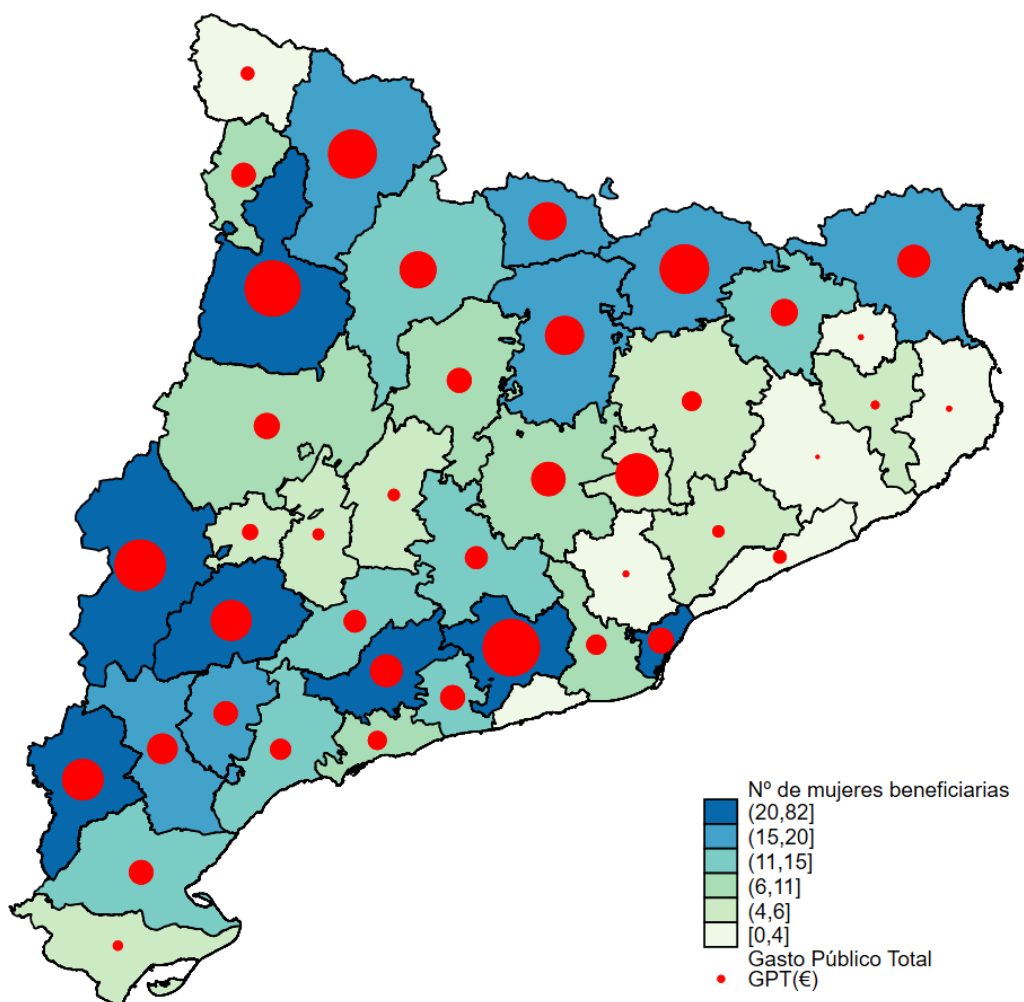 Nº de mujeres beneficiarias
(20,82]
(15,20]
(11,15]
(6,11]
(4,6]
[0,4]
Gasto Público Total
GPT(€)